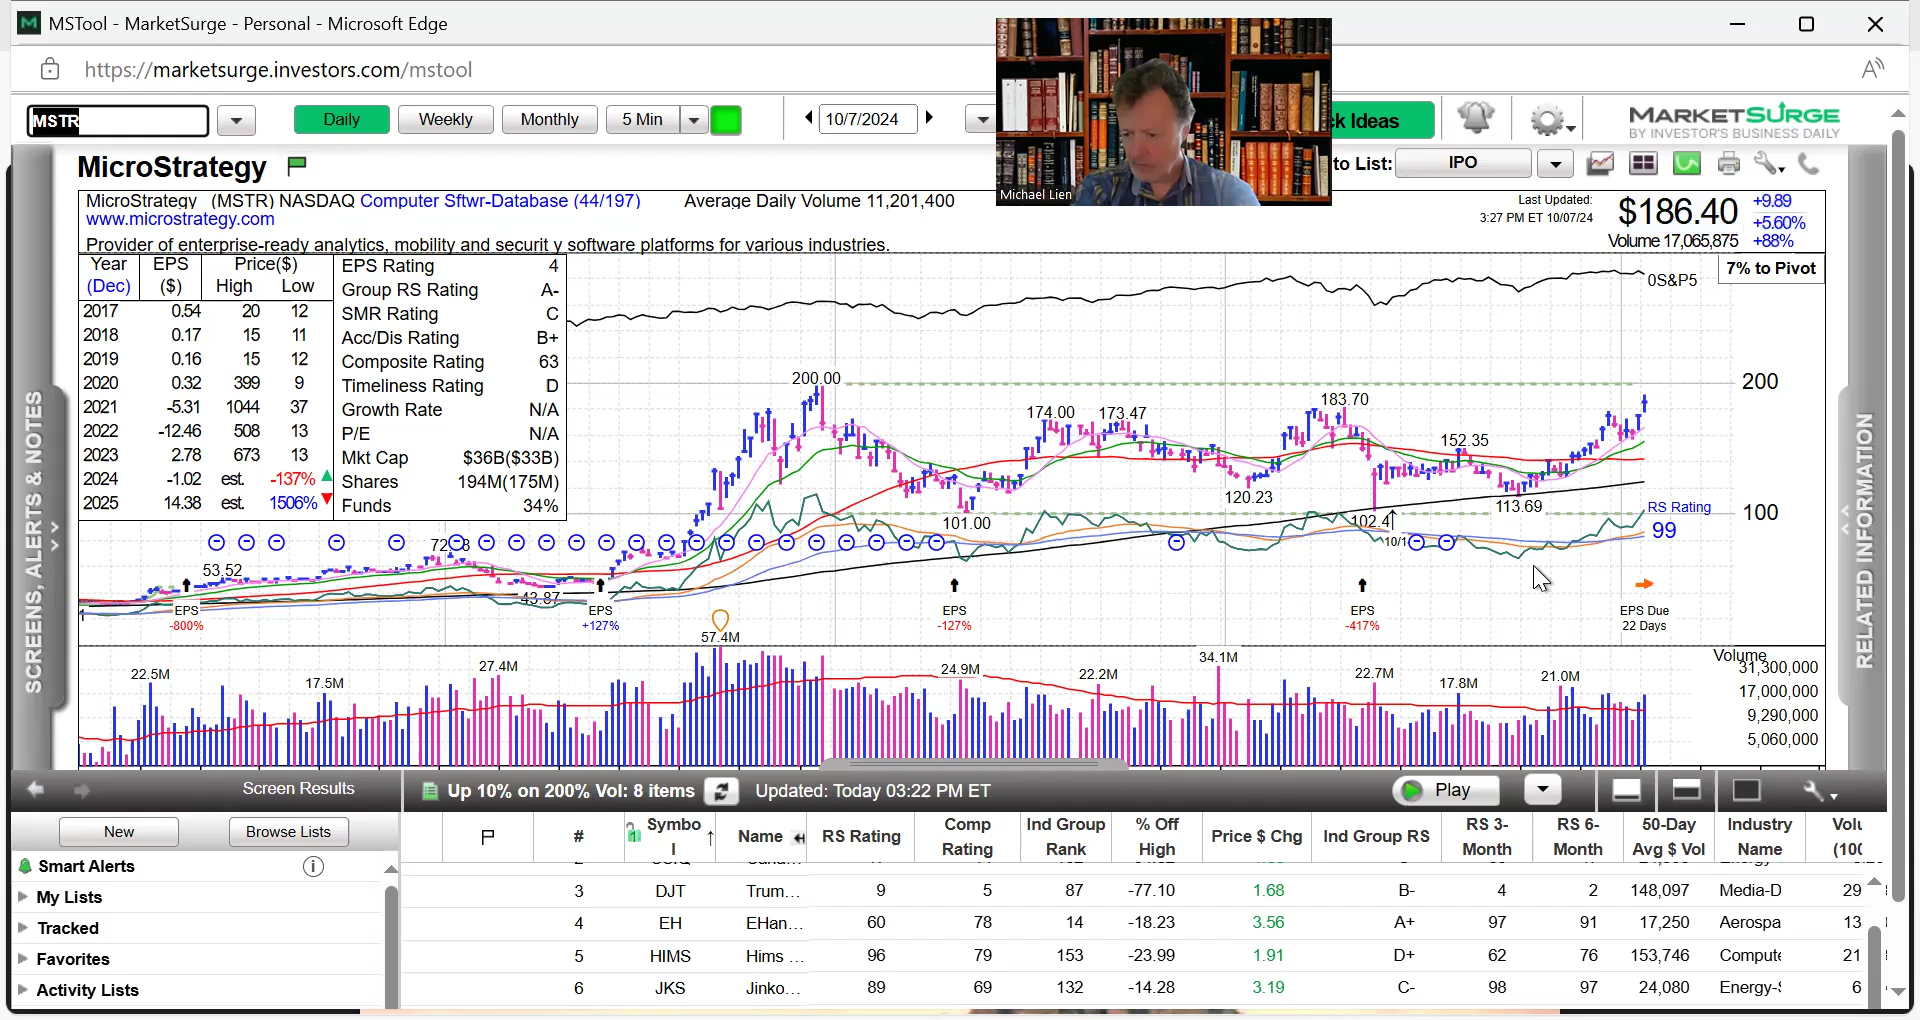 MSTool - MarketSurge - Personal - Microsoft Edge
https://marketsurge.investors.com/mstool
MSTR Daily Weekly Monthly 5 Min 10/7/2024 k Ideas MARKETSURGE
BY INVESTOR'S BUSINESS DAILY
MicroStrategy to List: IPO
Michael Lien
MicroStrategy (MSTR) NASDAQ Computer Sftwr-Database (44/197) Average Daily Volume 11,201,400
www.microstrategy.com
Provider of enterprise-ready analytics, mobility and securit y software platforms for various industries.
Last Updated:
3:27 PM ET 10/07/24
$186.40 +9.89
+5.60%
Volume 17,065,875 +88%
7% to Pivot
Year EPS Price($)
(Dec) ($) High Low
2017 0.54 20 12
2018 0.17 15 11
2019 0.16 15 12
2020 0.32 399 9
2021 -5.31 1044 37
2022 -12.46 508 13
2023 2.78 673 13
2024 -1.02 est. -137%
2025 14.38 est. 1506%
EPS Rating 4
Group RS Rating A-
SMR Rating C
Acc/Dis Rating B+
Composite Rating 63
Timeliness Rating D
Growth Rate N/A
P/E N/A
Mkt Cap $36B($33B)
Shares 194M(175M)
Funds 34%
0S&P5
200.00 200
174.00 173.47 183.70
152.35
120.23
101.00 102.4 113.69 100
10/1
RS Rating
99
53.52 43.87
EPS EPS EPS EPS EPS Due
-800% +127% -127% -417% 22 Days
57.4M
22.5M 17.5M 27.4M 24.9M 22.2M 34.1M 22.7M 17.8M 21.0M
Volume
31,300,000
17,000,000
9,290,000
5,060,000
SCREENS, ALERTS & NOTES
RELATED INFORMATION
Screen Results Up 10% on 200% Vol: 8 items Updated: Today 03:22 PM ET Play
New Browse Lists
Smart Alerts
My Lists
Tracked
Favorites
Activity Lists
# Symbol Name RS Rating Comp Rating Ind Group Rank % Off High Price $ Chg Ind Group RS RS 3-Month RS 6-Month 50-Day Avg $ Vol Industry Name Volu (100
3 DJT Trum... 9 5 87 -77.10 1.68 B- 4 2 148,097 Media-D 29
4 EH EHan... 60 78 14 -18.23 3.56 A+ 97 91 17,250 Aerospa 13
5 HIMS Hims ... 96 79 153 -23.99 1.91 D+ 62 76 153,746 Compute 21
6 JKS Jinko... 89 69 132 -14.28 3.19 C- 98 97 24,080 Energy-S 6